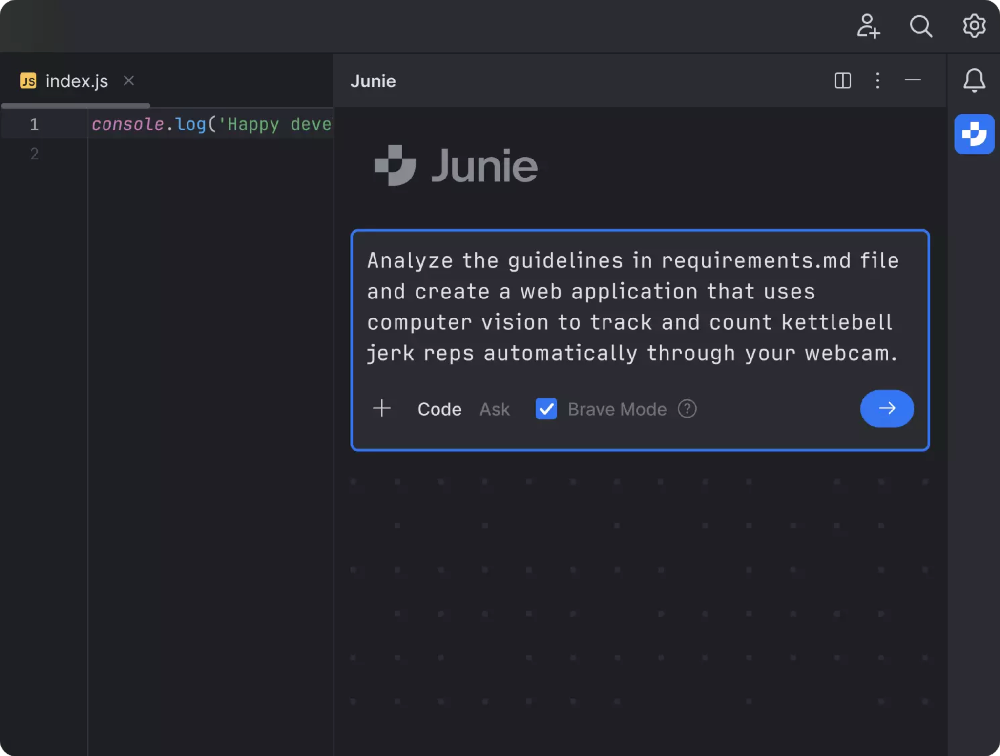 JS index.js
Junie
1 console.log('Happy deve
2
Junie
Analyze the guidelines in requirements.md file
and create a web application that uses
computer vision to track and count kettlebell
jerk reps automatically through your webcam.
Code Ask Brave Mode ?